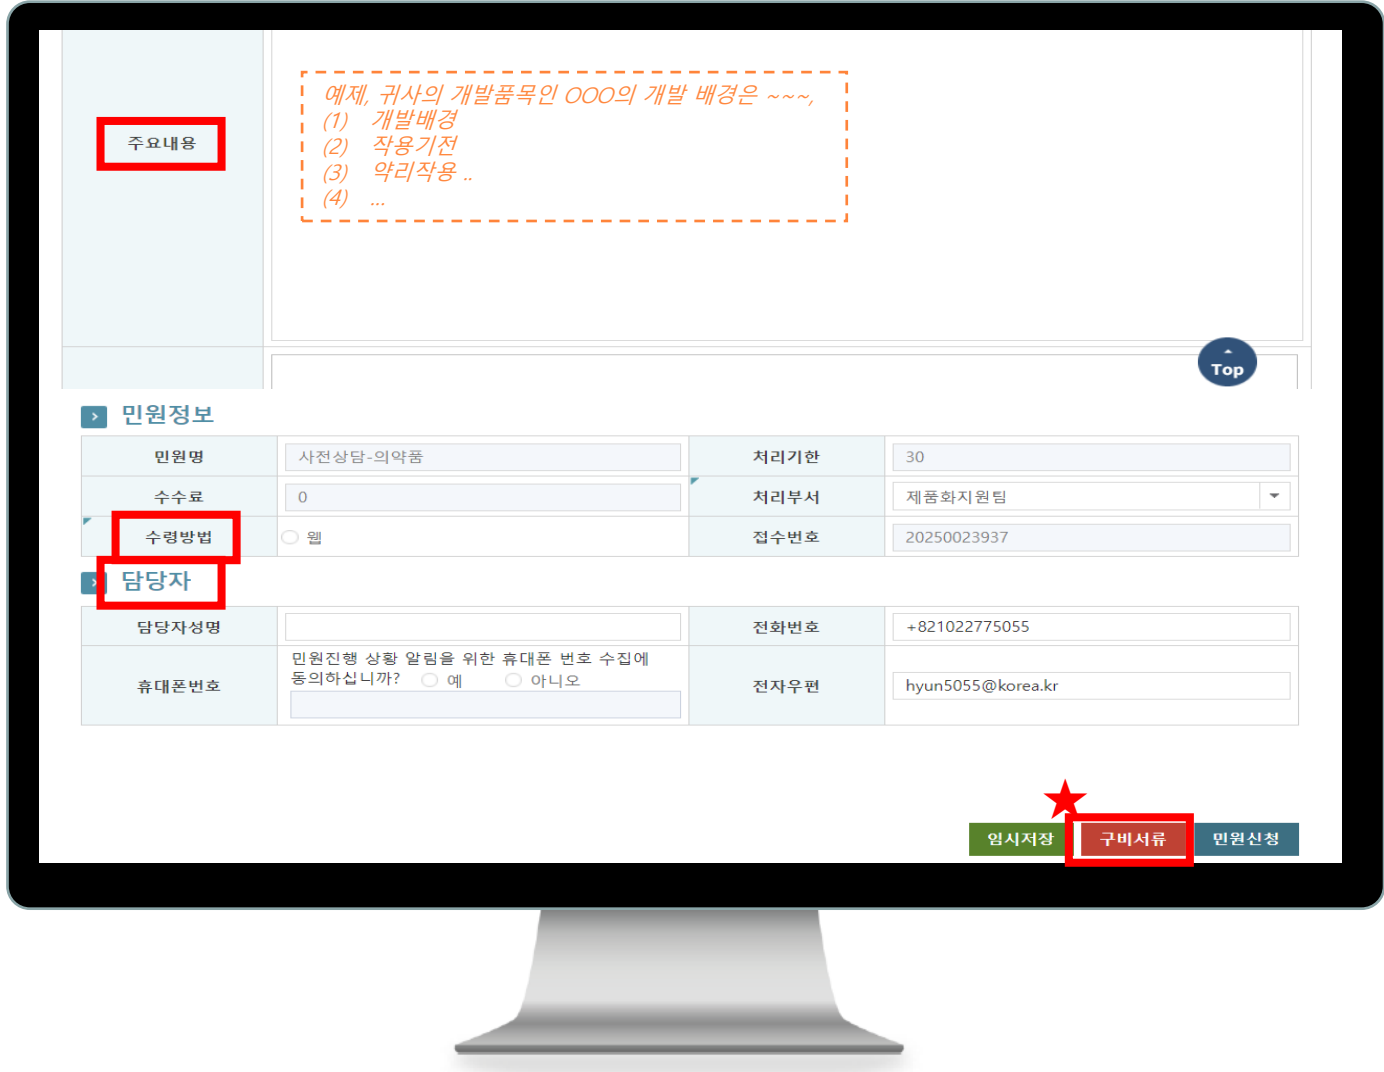 예제, 귀사의 개발품목인 OOO의 개발 배경은 ~~~,
(1) 개발배경
주요내용
(2) 작용기전
(3) 약리작용 ..
(4) ...
Top
민원정보
민원명 사전상담-의약품 처리기한 30
수수료 0 처리부서 제품화지원팀
수령방법 웹 접수번호 20250023937
담당자
담당자성명 전화번호 +821022775055
민원진행 상황 알림을 위한 휴대폰 번호 수집에
동의하십니까? 예 아니오
휴대폰번호 전자우편 hyun5055@korea.kr
임시저장 구비서류 민원신청